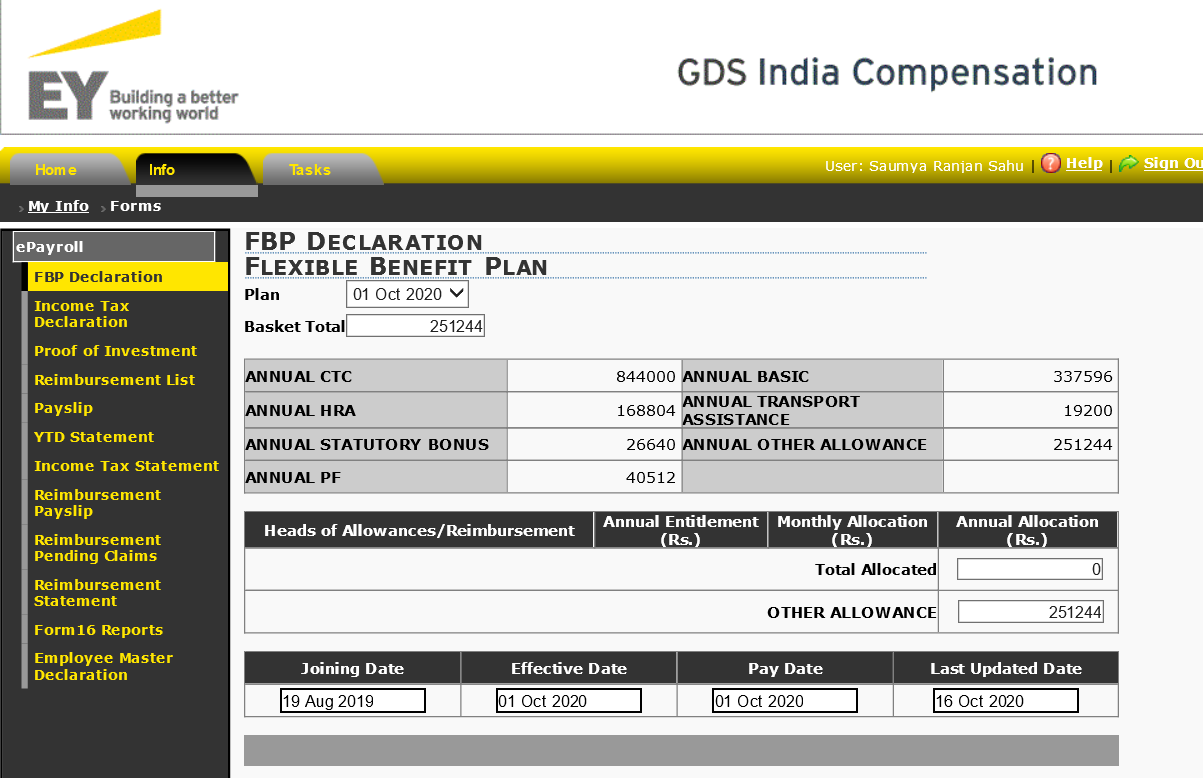 EY Building a better
working world
GDS India Compensation
Home Info Tasks User: Saumya Ranjan Sahu | ? Help | Sign Ou
My Info Forms
ePayroll
FBP Declaration
Income Tax
Declaration
Proof of Investment
Reimbursement List
Payslip
YTD Statement
Income Tax Statement
Reimbursement
Payslip
Reimbursement
Pending Claims
Reimbursement
Statement
Form16 Reports
Employee Master
Declaration
FBP DECLARATION
FLEXIBLE BENEFIT PLAN
Plan 01 Oct 2020
Basket Total 251244
ANNUAL CTC 844000 ANNUAL BASIC 337596
ANNUAL HRA 168804 ANNUAL TRANSPORT
ASSISTANCE 19200
ANNUAL STATUTORY BONUS 26640 ANNUAL OTHER ALLOWANCE 251244
ANNUAL PF 40512
Heads of Allowances/Reimbursement Annual Entitlement
(Rs.) Monthly Allocation
(Rs.) Annual Allocation
(Rs.)
Total Allocated 0
OTHER ALLOWANCE 251244
Joining Date Effective Date Pay Date Last Updated Date
19 Aug 2019 01 Oct 2020 01 Oct 2020 16 Oct 2020